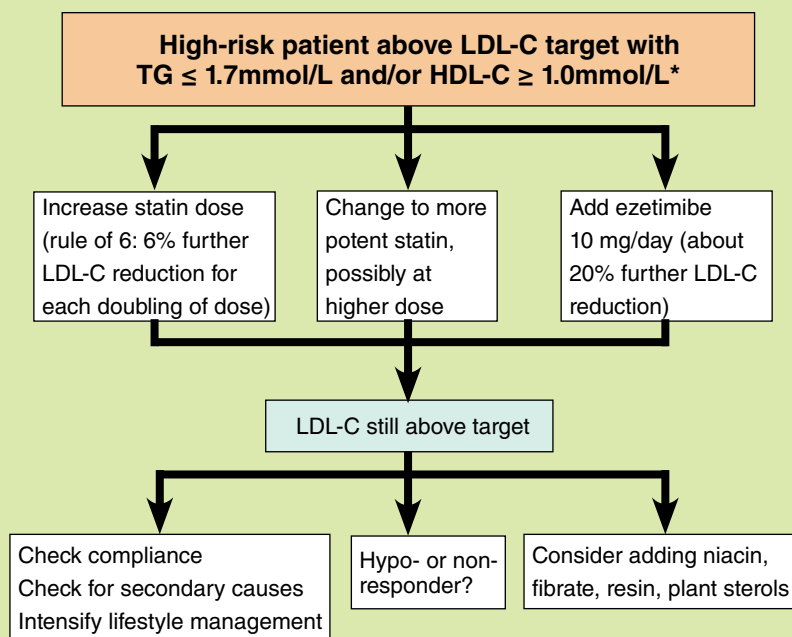 High-risk patient above LDL-C target with
TG ≤ 1.7mmol/L and/or HDL-C ≥ 1.0mmol/L*
Increase statin dose
(rule of 6: 6% further
LDL-C reduction for
each doubling of dose)
Change to more
potent statin,
possibly at
higher dose
Add ezetimibe
10 mg/day (about
20% further LDL-C
reduction)
LDL-C still above target
Check compliance
Check for secondary causes
Intensify lifestyle management
Hypo- or non-
responder?
Consider adding niacin,
fibrate, resin, plant sterols